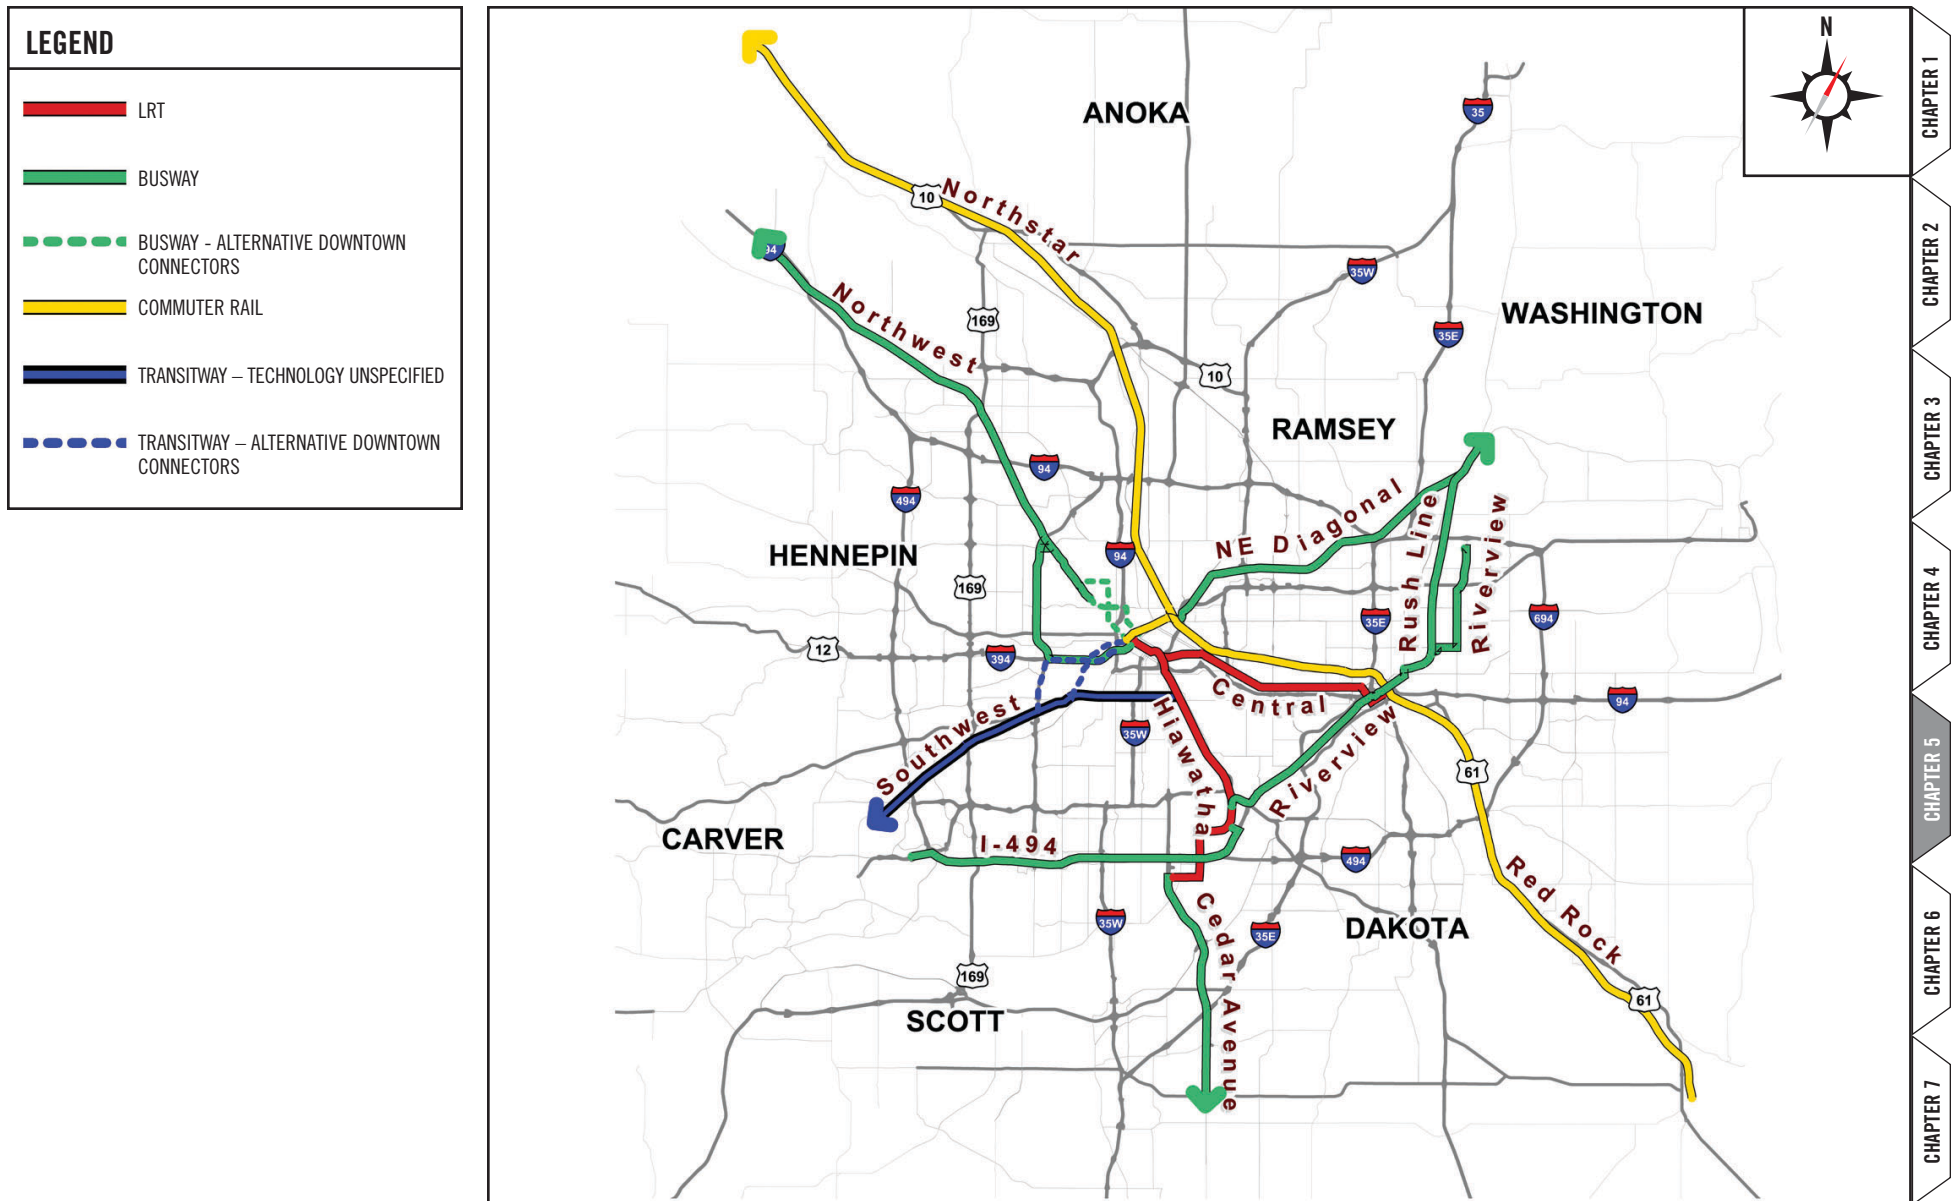 LEGEND
LRT
BUSWAY
BUSWAY - ALTERNATIVE DOWNTOWN
CONNECTORS
COMMUTER RAIL
TRANSITWAY – TECHNOLOGY UNSPECIFIED
TRANSITWAY – ALTERNATIVE DOWNTOWN
CONNECTORS
N
ANOKA
35
10
Northstar
94
35W
Northwest
169
WASHINGTON
35E
10
RAMSEY
94
494
NE Diagonal
Rush Line
Riverview
HENNEPIN
94
169
35E
694
12
394
Central
94
Southwest
Hiawatha
35W
Riverview
61
CARVER
I-494
494
Red Rock
Cedar Avenue
35W
35E
DAKOTA
169
61
SCOTT
CHAPTER 1
CHAPTER 2
CHAPTER 3
CHAPTER 4
CHAPTER 5
CHAPTER 6
CHAPTER 7